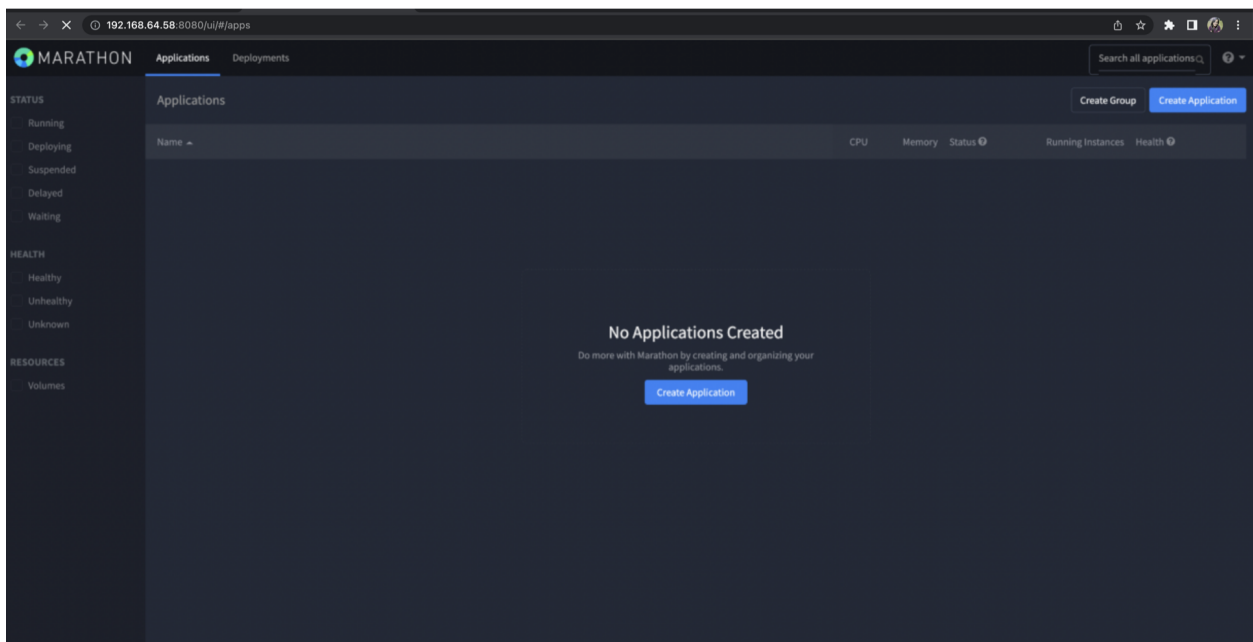 192.168.64.58:8080/ui/#/apps
MARATHON Applications Deployments Search all applications
STATUS
Running
Deploying
Suspended
Delayed
Waiting
HEALTH
Healthy
Unhealthy
Unknown
RESOURCES
Volumes
Applications Create Group Create Application
Name CPU Memory Status Running Instances Health
No Applications Created
Do more with Marathon by creating and organizing your
applications.
Create Application